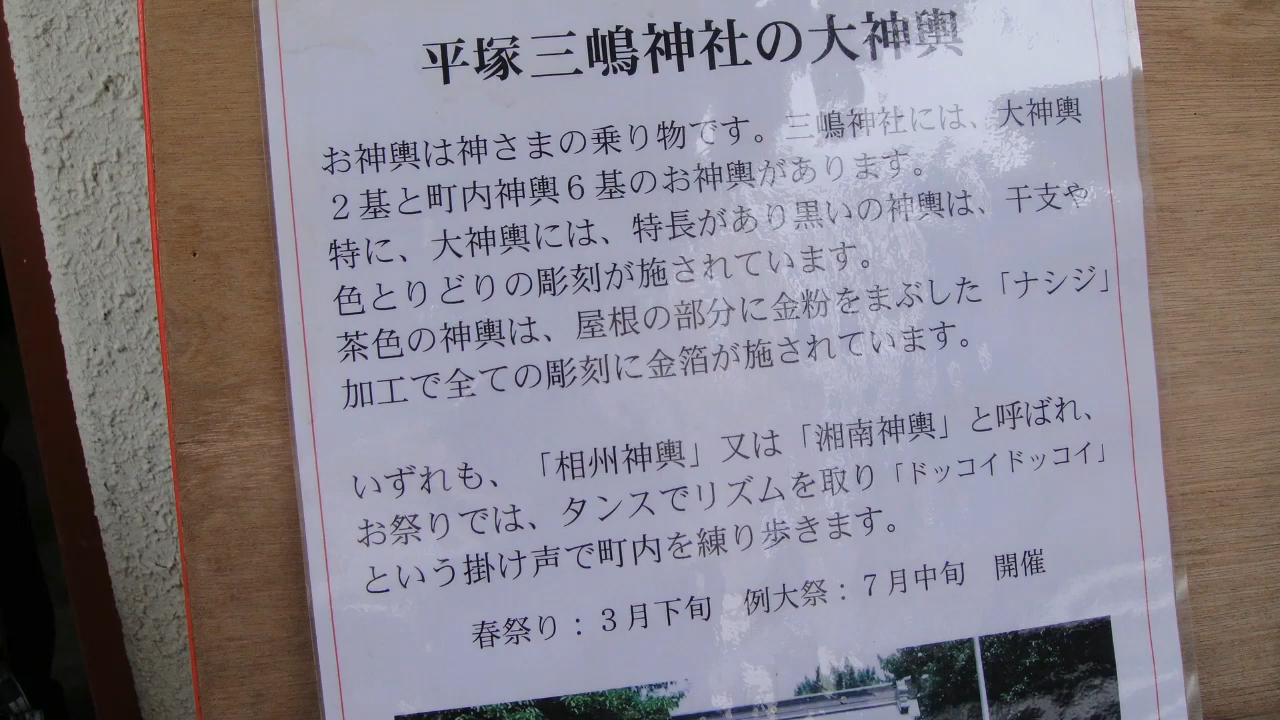 平塚三嶋神社の大神輿
お神輿は神さまの乗り物です。三嶋神社には、大神輿
２基と町内神輿６基のお神輿があります。
特に、大神輿には、特長があり黒いの神輿は、干支や
色とりどりの彫刻が施されています。
茶色の神輿は、屋根の部分に金粉をまぶした「ナシジ」
加工で全ての彫刻に金箔が施されています。
いずれも、「相州神輿」又は「湘南神輿」と呼ばれ、
お祭りでは、タンスでリズムを取り「ドッコイドッコイ」
という掛け声で町内を練り歩きます。
春祭り：３月下旬　例大祭：７月中旬　開催